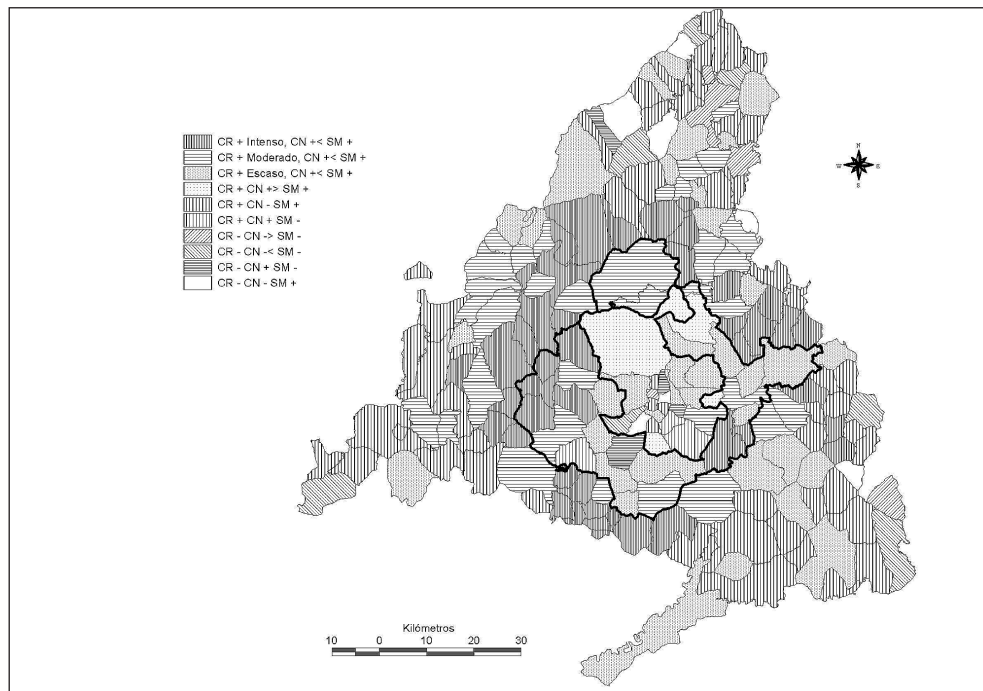 N
W
E
S
CR + Intenso, CN +< SM +
CR + Moderado, CN +< SM +
CR + Escaso, CN +< SM +
CR + CN +> SM +
CR + CN - SM +
CR + CN + SM -
CR - CN -> SM -
CR - CN -< SM -
CR - CN + SM -
CR - CN - SM +
Kilómetros
10 0 10 20 30